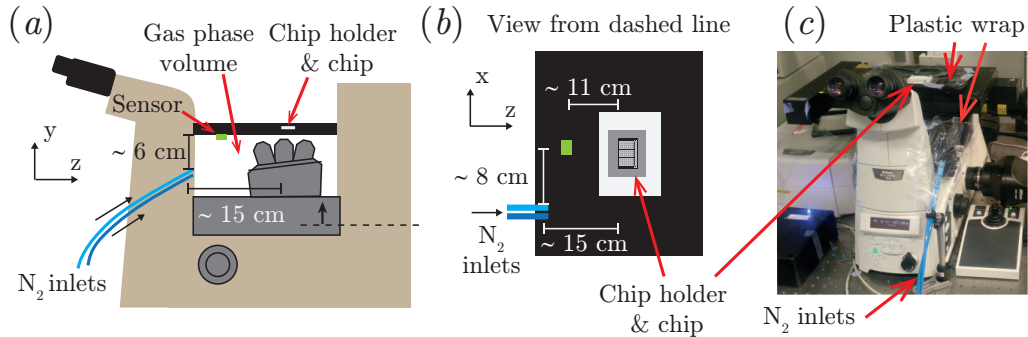 (a)
Gas phase
volume
Chip holder
& chip
Sensor
y
z
~ 6 cm
~ 15 cm
N2 inlets
(b)
View from dashed line
x
z
~ 11 cm
~ 8 cm
N2
inlets
~ 15 cm
Chip holder
& chip
(c)
Plastic wrap
N2 inlets